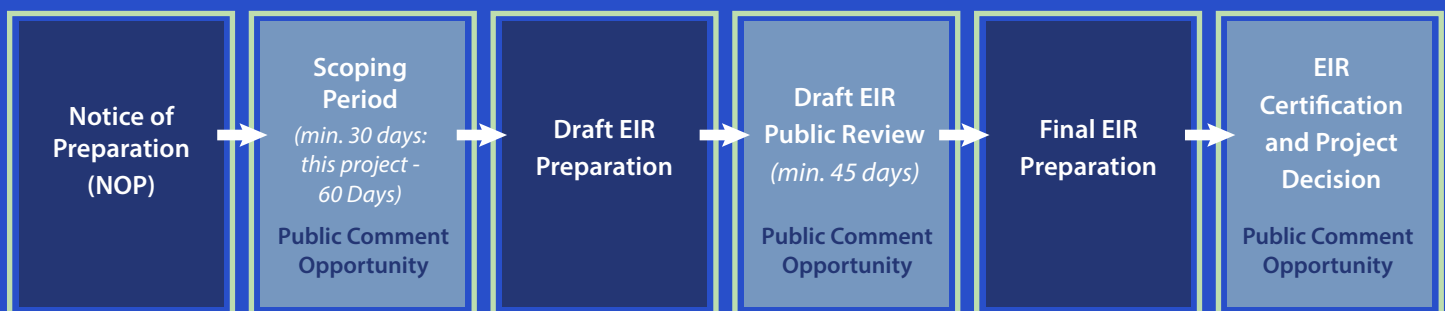 Notice of
Preparation
(NOP)
Scoping
Period
(min. 30 days:
this project -
60 Days)
Public Comment
Opportunity
Draft EIR
Preparation
Draft EIR
Public Review
(min. 45 days)
Public Comment
Opportunity
Final EIR
Preparation
EIR
Certification
and Project
Decision
Public Comment
Opportunity